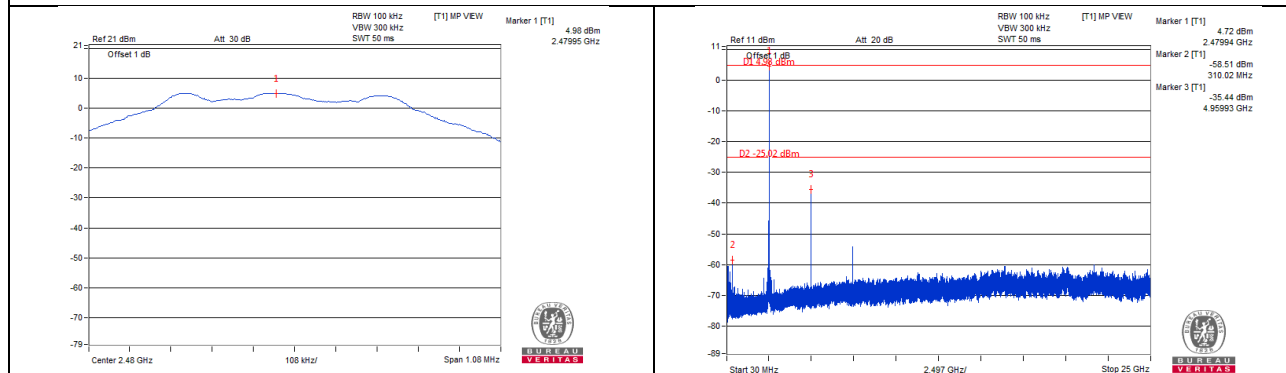 RBW 100 kHz [T1] MP VIEW
VBW 300 kHz
Ref 21 dBm Att 30 dB SWT 50 ms
Marker 1 [T1]
4.98 dBm
2.47995 GHz
21
Offset 1 dB
10
0
-10
-20
-30
-40
-50
-60
-70
-79
1
Center 2.48 GHz 108 kHz/ Span 1.08 MHz
1828
BUREAU
VERITAS
RBW 100 kHz [T1] MP VIEW
VBW 300 kHz
Ref 11 dBm Att 20 dB SWT 50 ms
Marker 1 [T1]
4.72 dBm
2.47994 GHz
Marker 2 [T1]
-58.51 dBm
310.02 MHz
Marker 3 [T1]
-35.44 dBm
4.95993 GHz
11
Offset 1 dB
D1 4.98 dBm
0
-10
-20
D2 -25.02 dBm
-30
3
-40
-50
2
-60
-70
-80
-89
Start 30 MHz 2.497 GHz/ Stop 25 GHz
1828
BUREAU
VERITAS